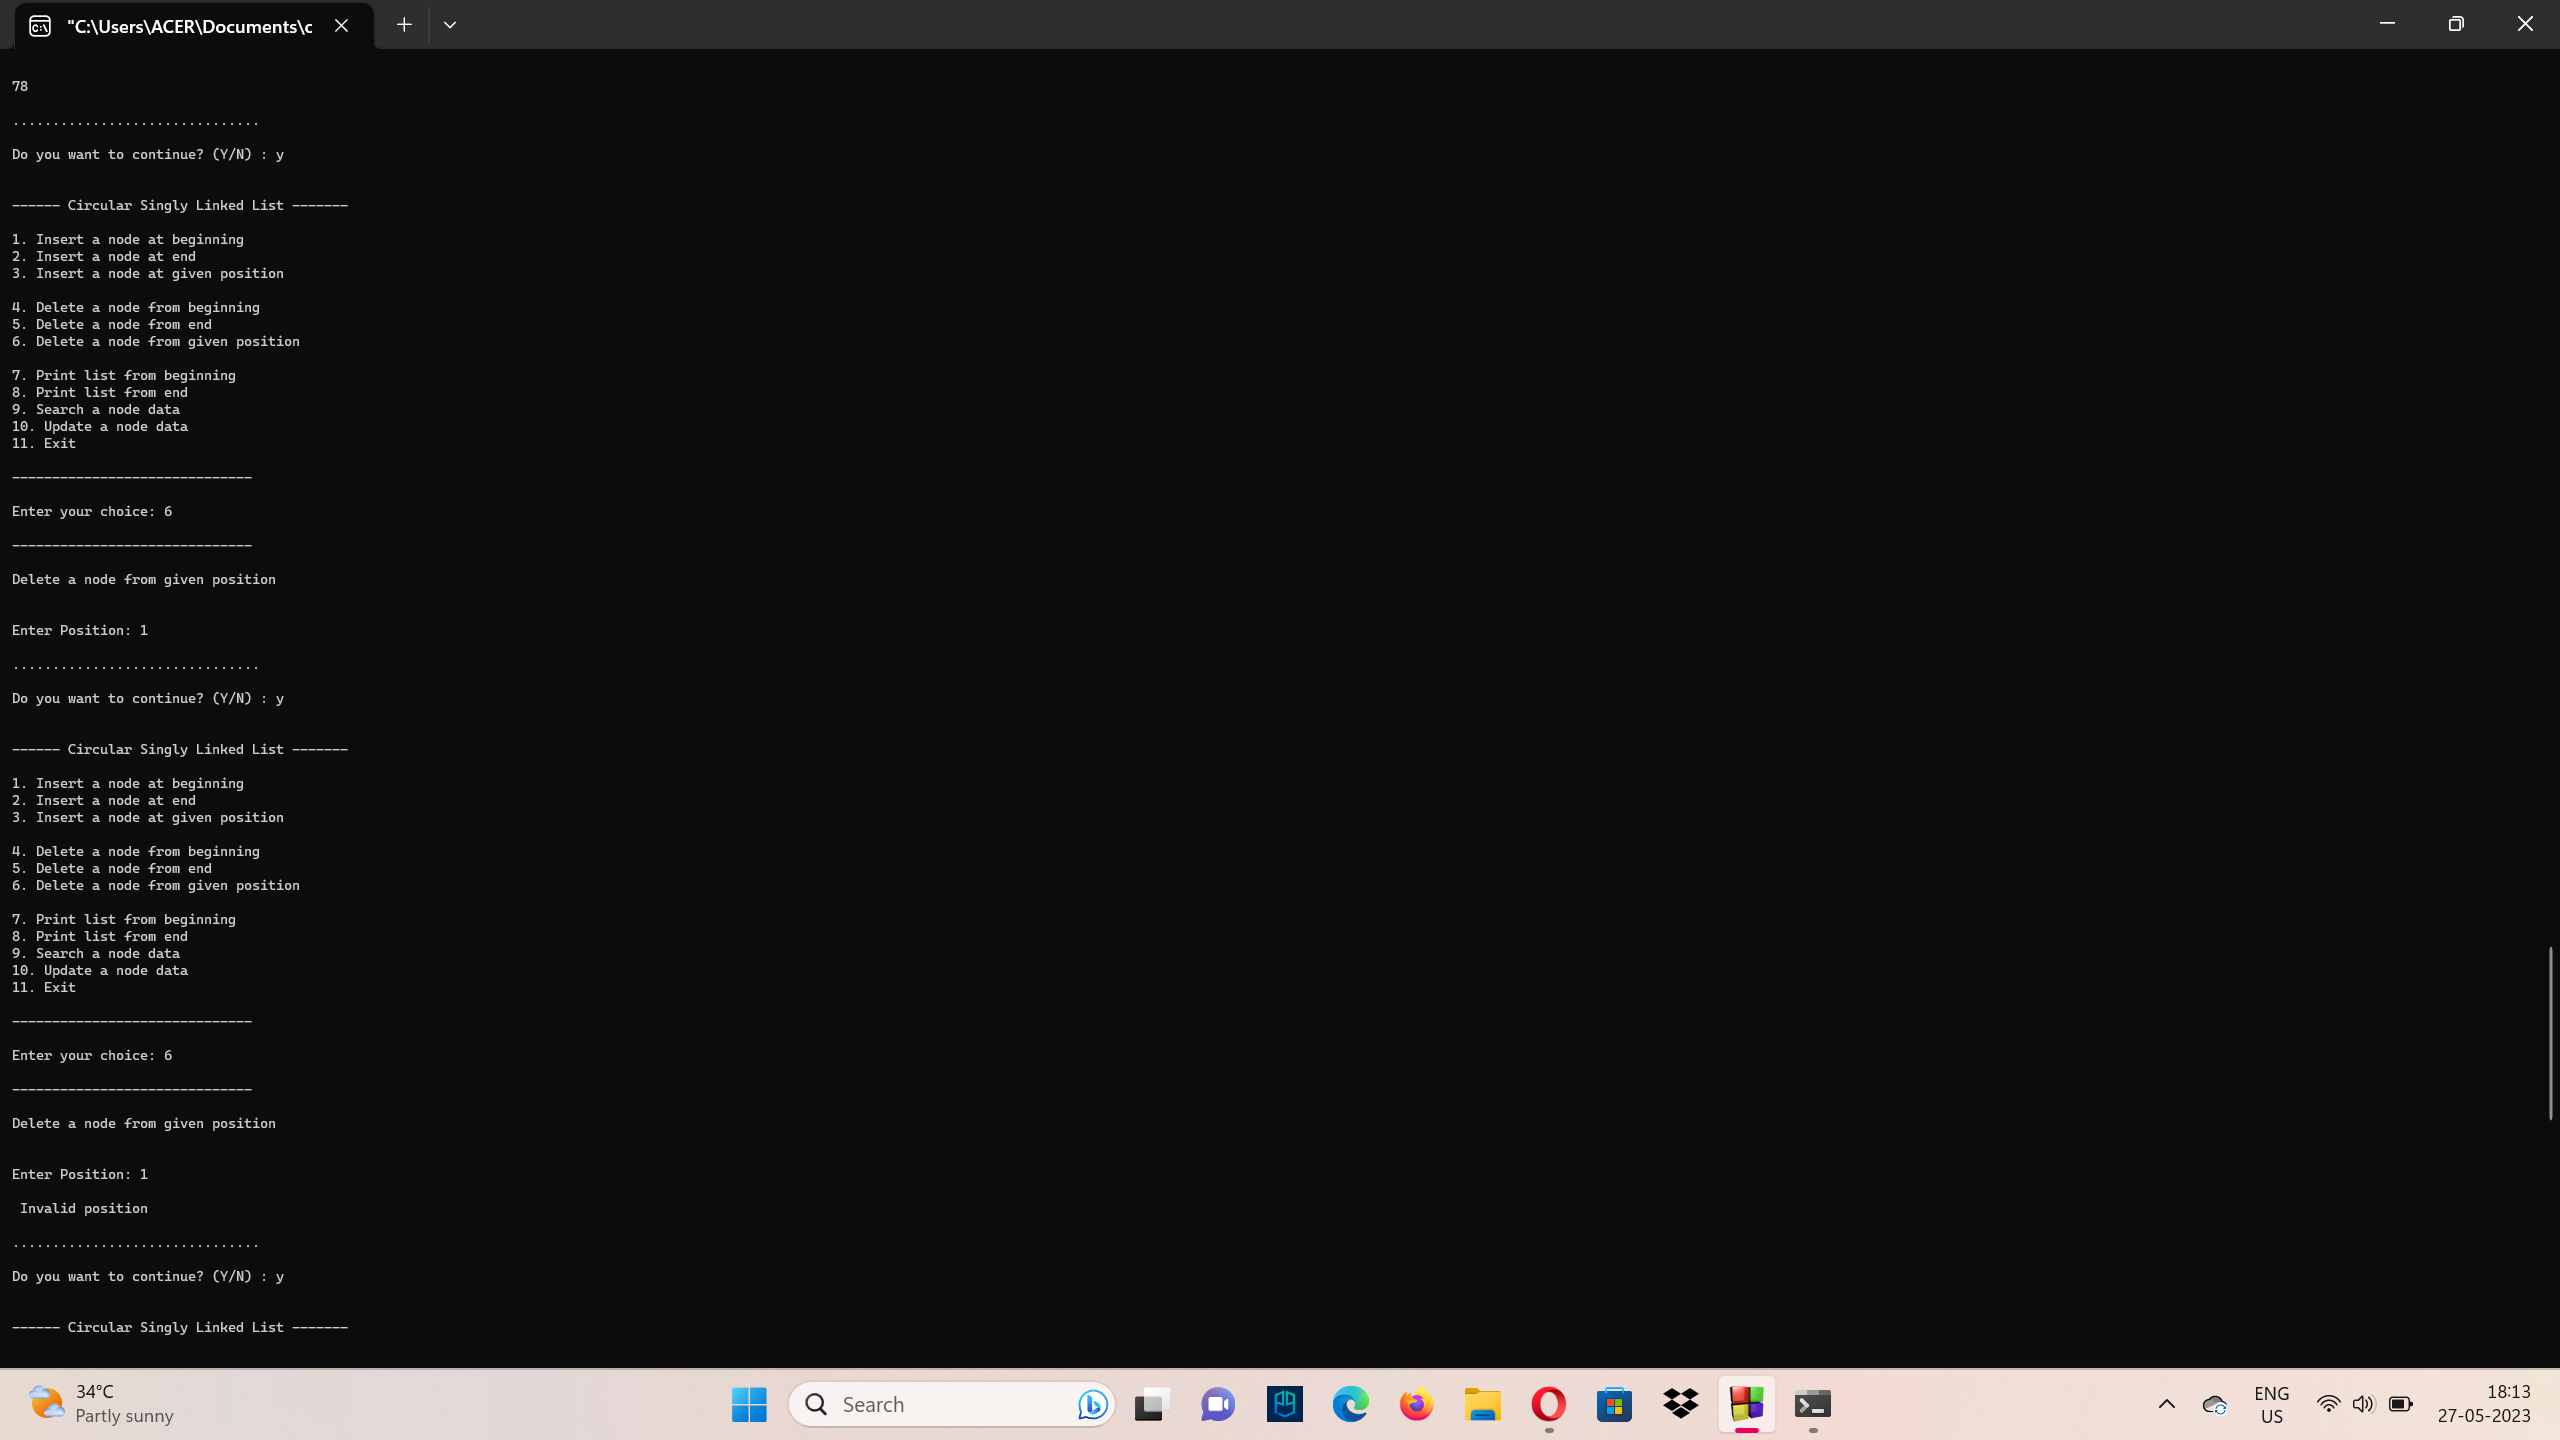 "C:\Users\ACER\Documents\c
78
...............................
Do you want to continue? (Y/N) : y
------ Circular Singly Linked List -------
1. Insert a node at beginning
2. Insert a node at end
3. Insert a node at given position
4. Delete a node from beginning
5. Delete a node from end
6. Delete a node from given position
7. Print list from beginning
8. Print list from end
9. Search a node data
10. Update a node data
11. Exit
------------------------------
Enter your choice: 6
------------------------------
Delete a node from given position
Enter Position: 1
...............................
Do you want to continue? (Y/N) : y
------ Circular Singly Linked List -------
1. Insert a node at beginning
2. Insert a node at end
3. Insert a node at given position
4. Delete a node from beginning
5. Delete a node from end
6. Delete a node from given position
7. Print list from beginning
8. Print list from end
9. Search a node data
10. Update a node data
11. Exit
------------------------------
Enter your choice: 6
------------------------------
Delete a node from given position
Enter Position: 1
Invalid position
...............................
Do you want to continue? (Y/N) : y
------ Circular Singly Linked List -------
34°C
Partly sunny
Search
ENG
US
18:13
27-05-2023